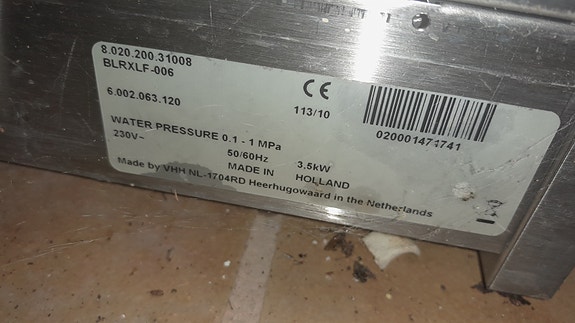 8.020.200.31008
BLRXLF-006
CE
6.002.063.120
113/10
020001474741
WATER PRESSURE 0.1 - 1 MPa
230V~ 50/60Hz 3.5kW
MADE IN HOLLAND
Made by VHH NL-1704RD Heerhugowaard in the Netherlands